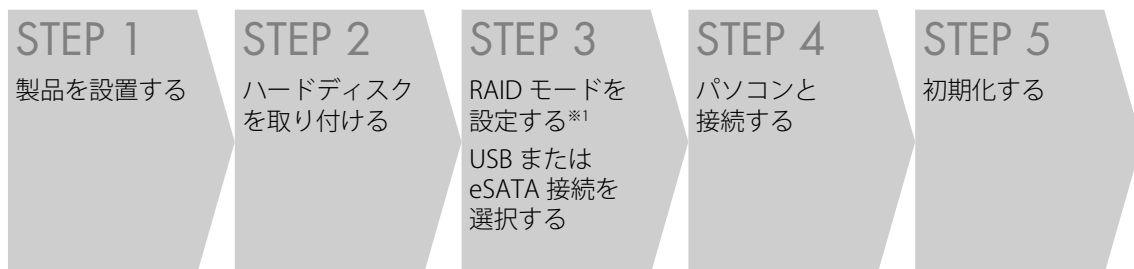 STEP 1
製品を設置する
STEP 2
ハードディスク
を取り付ける
STEP 3
RAID モードを
設定する※1
USB または
eSATA 接続を
選択する
STEP 4
パソコンと
接続する
STEP 5
初期化する